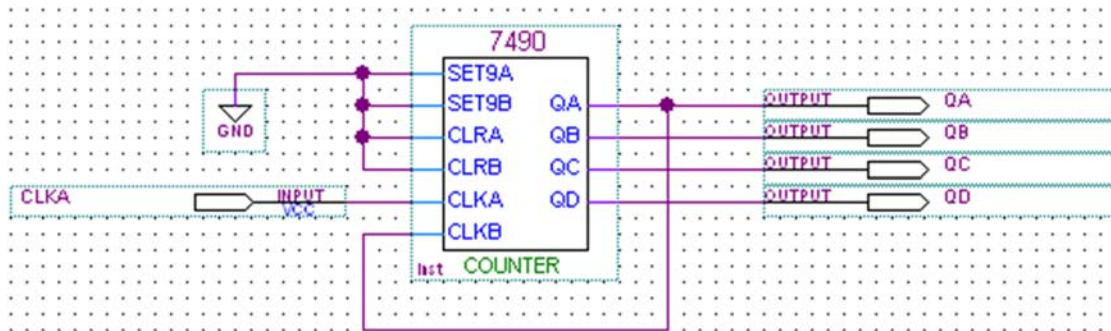 7490
SET9A
SET9B QA OUTPUT QA
GND CLRA QB OUTPUT QB
CLRB QC OUTPUT QC
CLKA INPUT VCC CLKA QD OUTPUT QD
CLKB
inst COUNTER